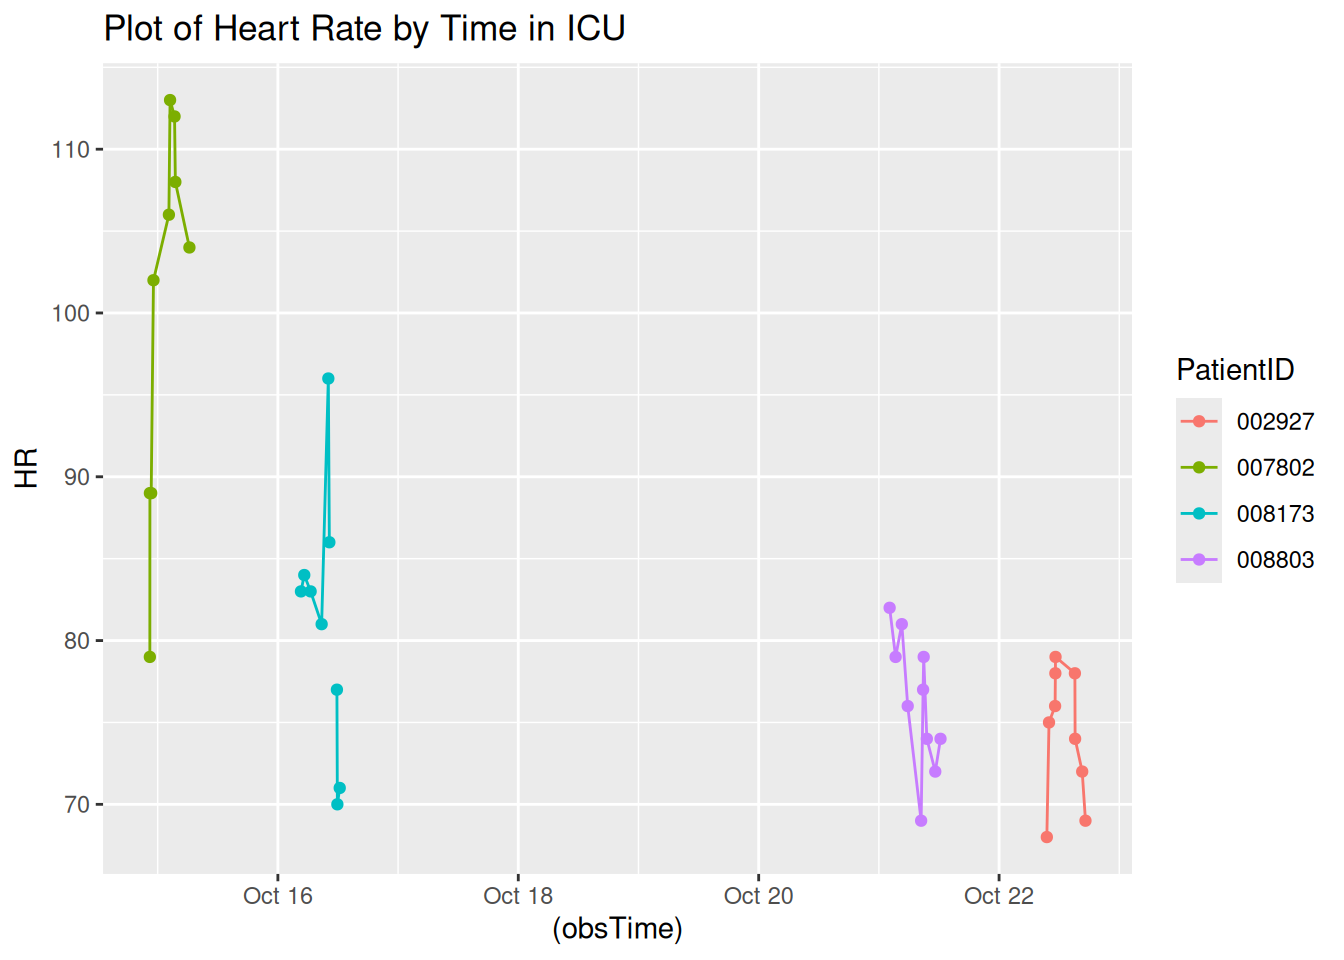 Plot of Heart Rate by Time in ICU
110
100
90
80
70
HR
Oct 16
Oct 18
Oct 20
Oct 22
(obsTime)
PatientID
002927
007802
008173
008803